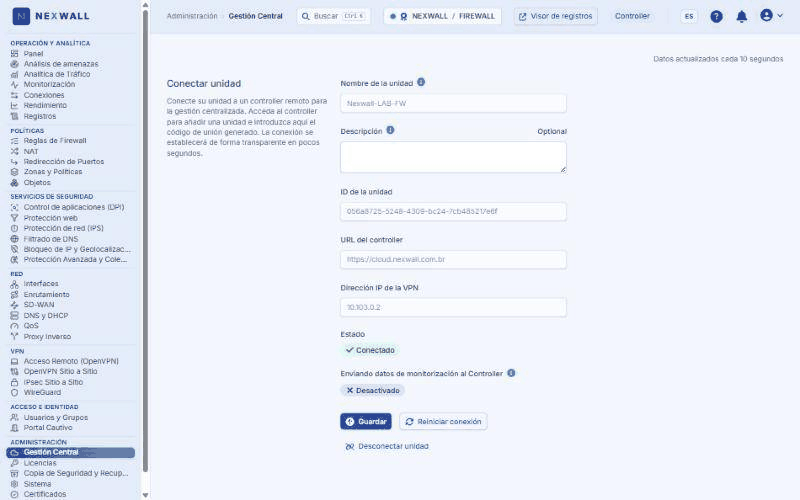 NEXWALL
Administración
Gestión Central
Buscar
Ctrl K
NEXWALL / FIREWALL
Visor de registros
Controller
ES
Datos actualizados cada 10 segundos
OPERACIÓN Y ANALÍTICA
Panel
Análisis de amenazas
Analítica de Tráfico
Monitorización
Conexiones
Rendimiento
Registros
POLÍTICAS
Reglas de Firewall
NAT
Redirección de Puertos
Zonas y Políticas
Objetos
SERVICIOS DE SEGURIDAD
Control de aplicaciones (DPI)
Protección web
Protección de red (IPS)
Filtrado de DNS
Bloqueo de IP y Geolocalizac...
Protección Avanzada y Cole...
RED
Interfaces
Enrutamiento
SD-WAN
DNS y DHCP
QoS
Proxy Inverso
VPN
Acceso Remoto (OpenVPN)
OpenVPN Sitio a Sitio
IPsec Sitio a Sitio
WireGuard
ACCESO E IDENTIDAD
Usuarios y Grupos
Portal Cautivo
ADMINISTRACIÓN
Gestión Central
Licencias
Copia de Seguridad y Recup...
Sistema
Certificados
Conectar unidad
Conecte su unidad a un controller remoto para
la gestión centralizada. Acceda al controller
para añadir una unidad e introduzca aquí el
código de unión generado. La conexión se
establecerá de forma transparente en pocos
segundos.
Nombre de la unidad
Nexwall-LAB-FW
Descripción
Optional
ID de la unidad
URL del controller
https://cloud.nexwall.com.br
Dirección IP de la VPN
10.103.0.2
Estado
Conectado
Enviando datos de monitorización al Controller
Desactivado
Guardar
Reiniciar conexión
Desconectar unidad